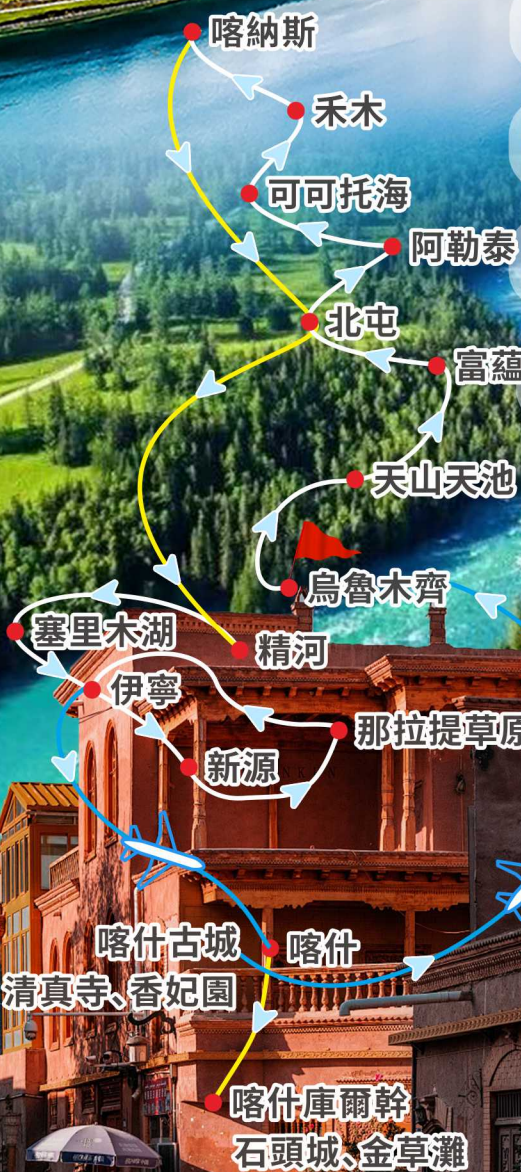 喀納斯
禾木
可可托海
阿勒泰
北屯
富蘊
天山天池
烏魯木齊
塞里木湖
精河
伊寧
那拉提草原
新源
喀什古城
喀什
清真寺、香妃園
喀什庫爾幹
石頭城、金草灘